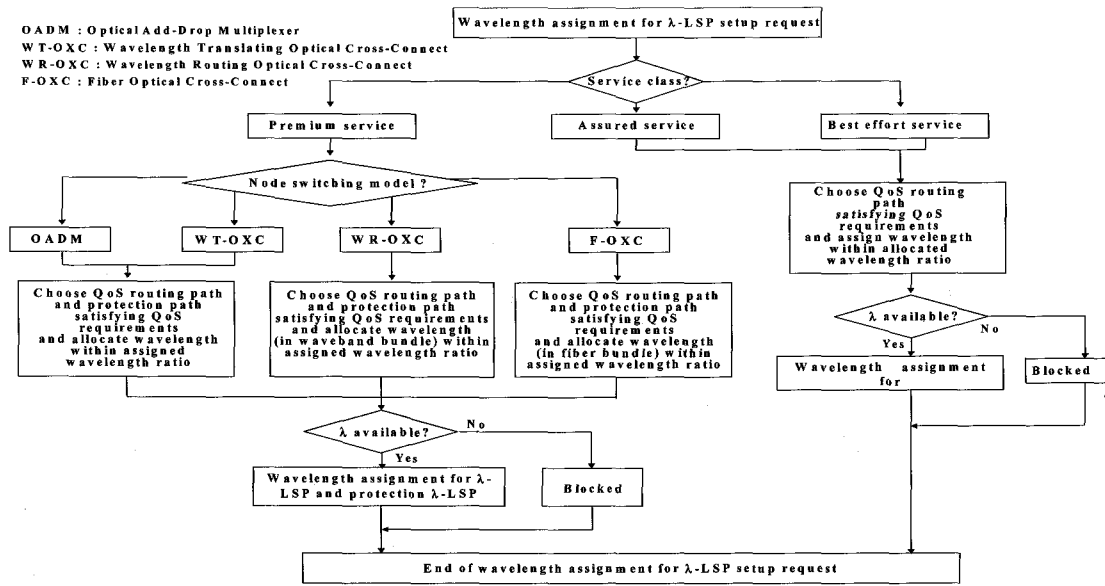 Wavelength assignment for λ-LSP setup request
OADM : Optical Add-Drop Multiplexer
WT-OXC : Wavelength Translating Optical Cross-Connect
WR-OXC : Wavelength Routing Optical Cross-Connect
F-OXC : Fiber Optical Cross-Connect
Service class?
Premium service
Assured service
Best effort service
Node switching model ?
OADM
WT-OXC
WR-OXC
F-OXC
Choose QoS routing path
and protection path
satisfying QoS
requirements
and allocate wavelength
within assigned
wavelength ratio
Choose QoS routing path
and protection path
satisfying QoS requirements
and allocate wavelength
(in waveband bundle) within
assigned wavelength ratio
Choose QoS routing path
and protection path
satisfying QoS
requirements
and allocate wavelength
(in fiber bundle) within
assigned wavelength ratio
Choose QoS routing
path
satisfying QoS
requirements
and assign wavelength
within allocated
wavelength ratio
λ available?
No
Yes
Wavelength assignment
for
Blocked
λ available?
No
Yes
Wavelength assignment for λ-
LSP and protection λ-LSP
Blocked
End of wavelength assignment for λ-LSP setup request